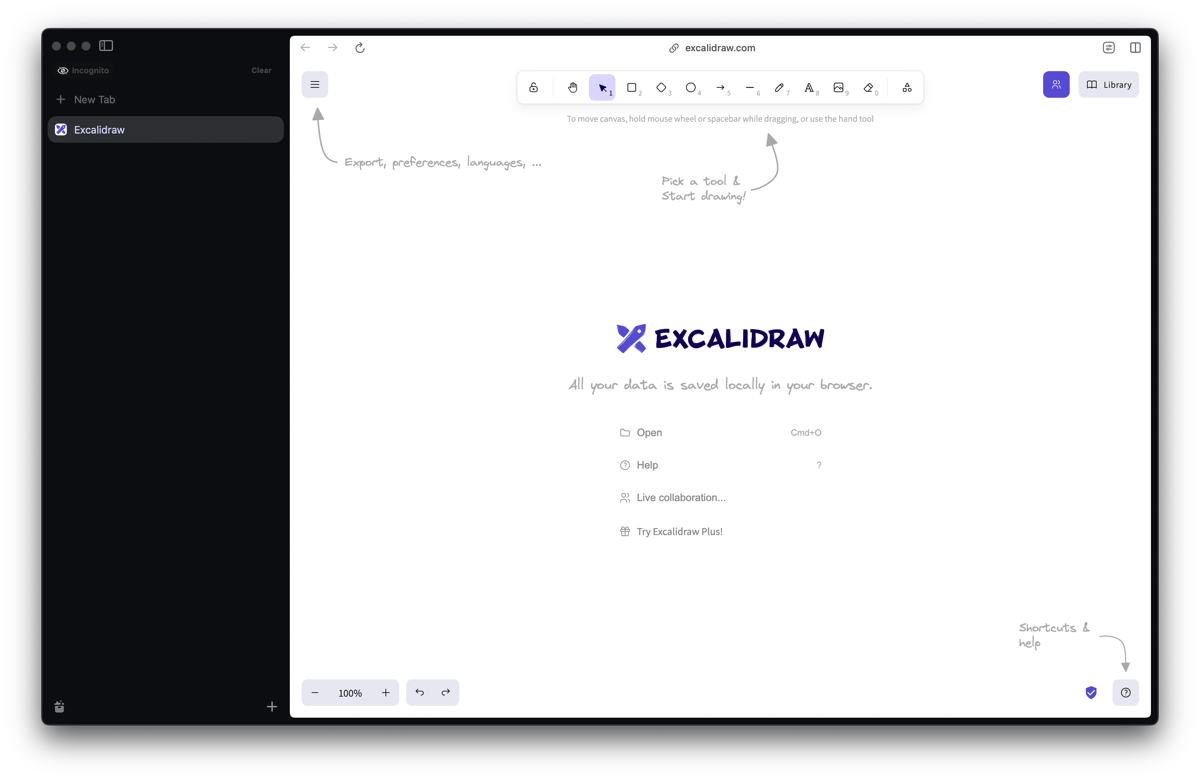 excalidraw.com
Incognito
Clear
New Tab
Excalidraw
1
2
3
4
5
6
7
8
9
0
Library
To move canvas, hold mouse wheel or spacebar while dragging, or use the hand tool
Export, preferences, languages, ...
Pick a tool &
Start drawing!
EXCALIDRAW
All your data is saved locally in your browser.
Open Cmd+O
Help ?
Live collaboration...
Try Excalidraw Plus!
Shortcuts &
help
100%